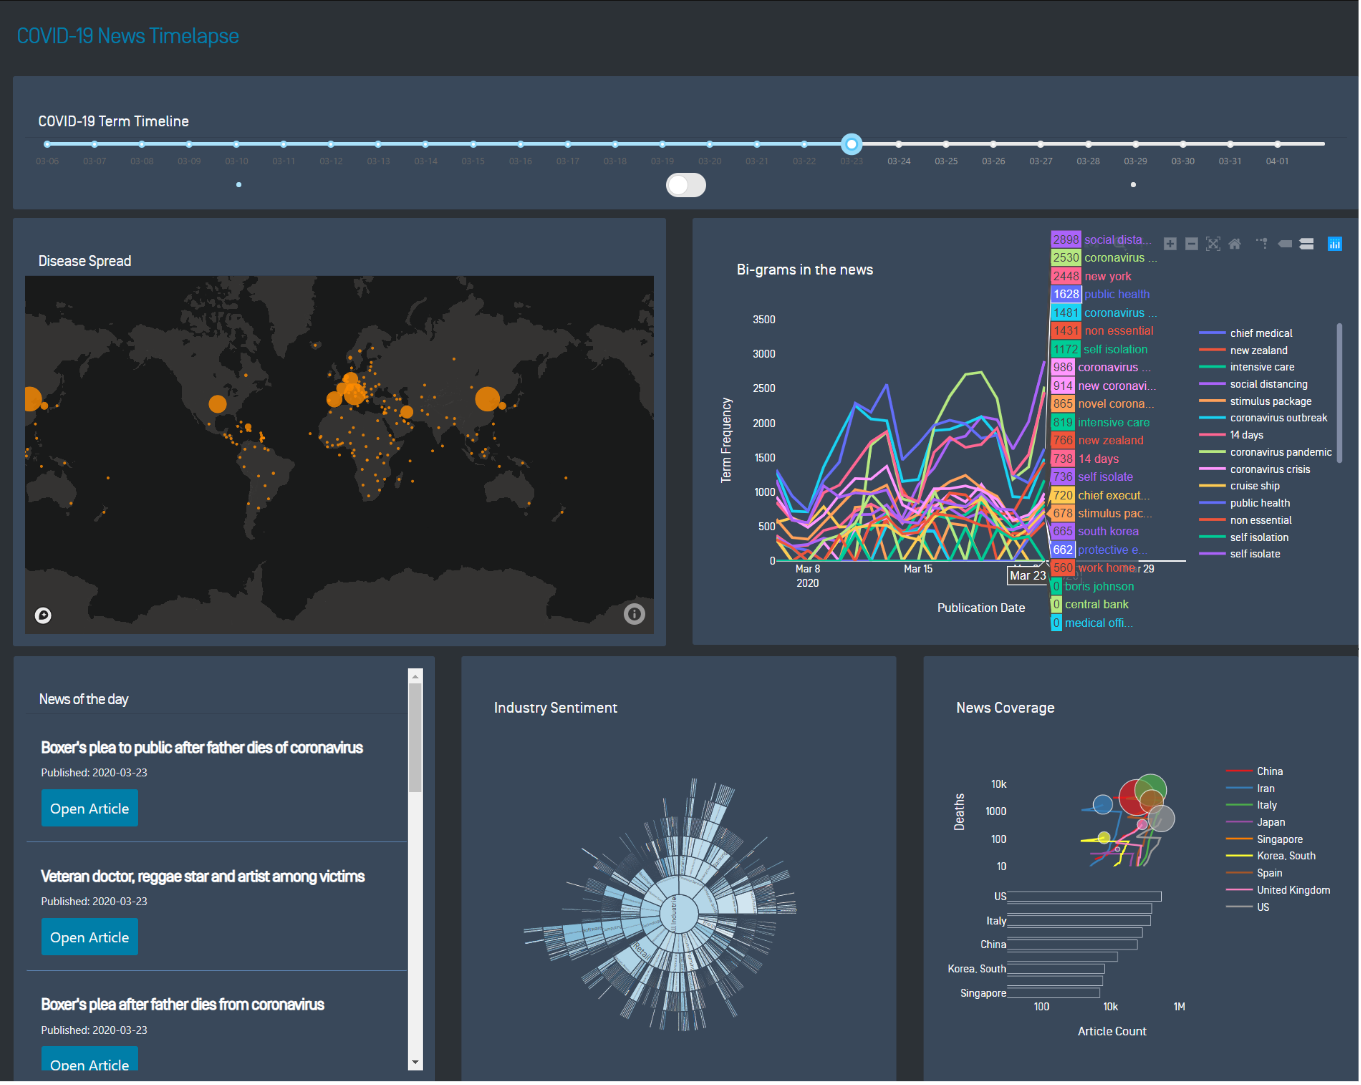 COVID-19 News Timelapse
COVID-19 Term Timeline
03-06 03-07 03-08 03-09 03-10 03-11 03-12 03-13 03-14 03-15 03-16 03-17 03-18 03-19 03-20 03-21 03-22 03-23 03-24 03-25 03-26 03-27 03-28 03-29 03-30 03-31 04-01
Disease Spread
Bi-grams in the news
Term Frequency
3500
3000
2500
2000
1500
1000
500
0
Mar 8
2020
Mar 15
Mar 23
r 29
Publication Date
2898 social dista...
2530 coronavirus ...
2448 new york
1628 public health
1481 coronavirus ...
1431 non essential
1172 self isolation
986 coronavirus ...
914 new coronavi...
865 novel corona...
819 intensive care
766 new zealand
738 14 days
736 self isolate
720 chief execut...
678 stimulus pac...
665 south korea
662 protective e...
560 work home
0 boris johnson
0 central bank
0 medical offi...
chief medical
new zealand
intensive care
social distancing
stimulus package
coronavirus outbreak
14 days
coronavirus pandemic
coronavirus crisis
cruise ship
public health
non essential
self isolation
self isolate
News of the day
Boxer's plea to public after father dies of coronavirus
Published: 2020-03-23
Open Article
Veteran doctor, reggae star and artist among victims
Published: 2020-03-23
Open Article
Boxer's plea after father dies from coronavirus
Published: 2020-03-23
Open Article
Industry Sentiment
News Coverage
Deaths
10k
1000
100
10
US
Italy
China
Korea, South
Singapore
100 10k 1M
Article Count
China
Iran
Italy
Japan
Singapore
Korea, South
Spain
United Kingdom
US